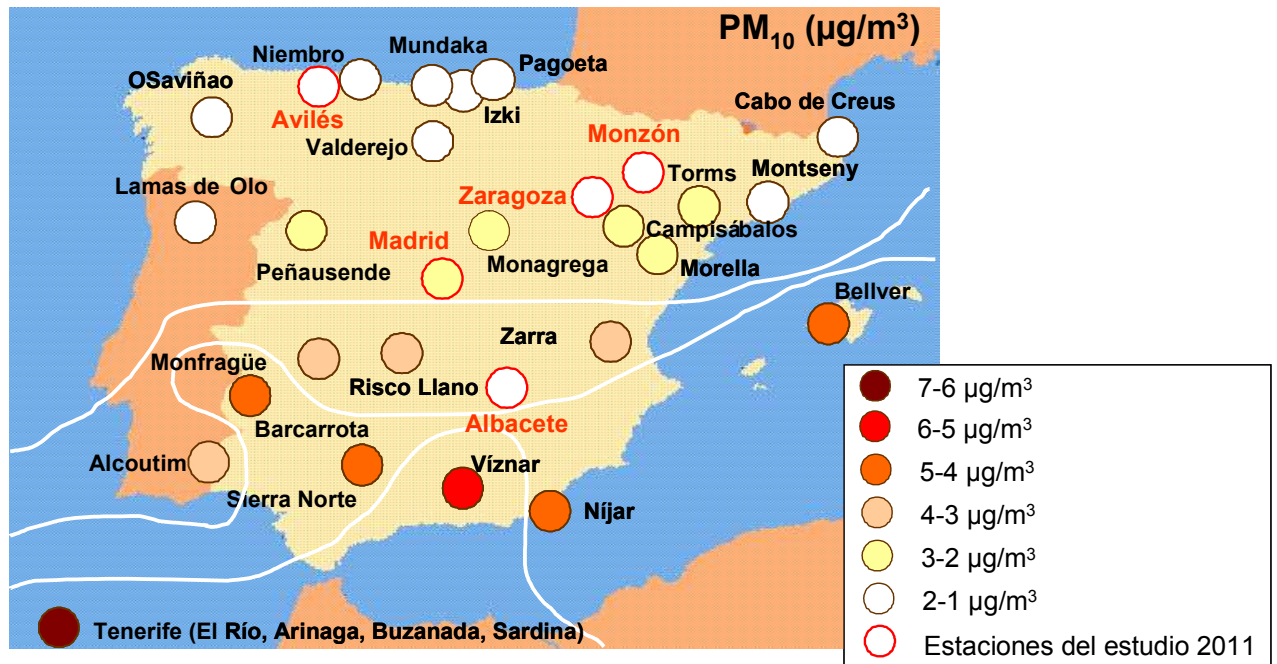 PM10 (µg/m3)
Niembro
Mundaka
Pagoeta
OSaviñao
Cabo de Creus
Izki
Avilés
Valderejo
Monzón
Torms
Montseny
Lamas de Olo
Zaragoza
Campisábalos
Madrid
Peñausende
Monagrega
Morella
Bellver
Zarra
Monfragüe
Risco Llano
Albacete
Barcarrota
Alcoutim
Víznar
Sierra Norte
Níjar
Tenerife (El Río, Arinaga, Buzanada, Sardina)
7-6 µg/m3
6-5 µg/m3
5-4 µg/m3
4-3 µg/m3
3-2 µg/m3
2-1 µg/m3
Estaciones del estudio 2011